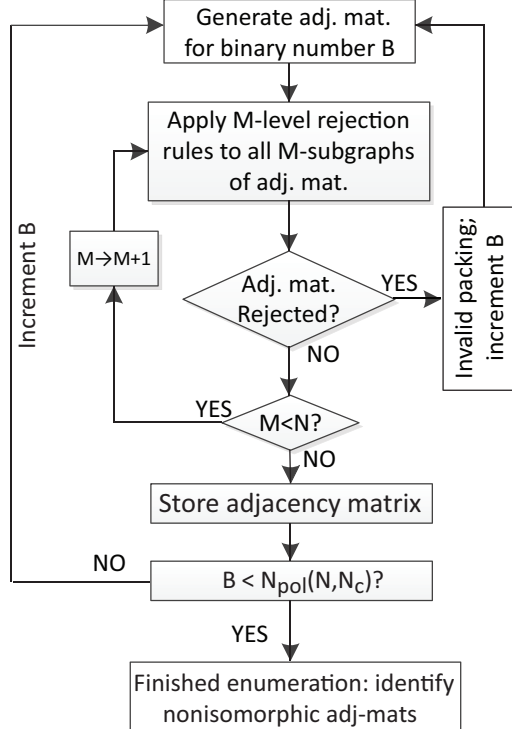 Generate adj. mat.
for binary number B
Apply M-level rejection
rules to all M-subgraphs
of adj. mat.
Increment B
M→M+1
Adj. mat.
Rejected?
YES
Invalid packing;
increment B
NO
YES
M<N?
NO
Store adjacency matrix
NO
B < Npol(N,Nc)?
YES
Finished enumeration: identify
nonisomorphic adj-mats